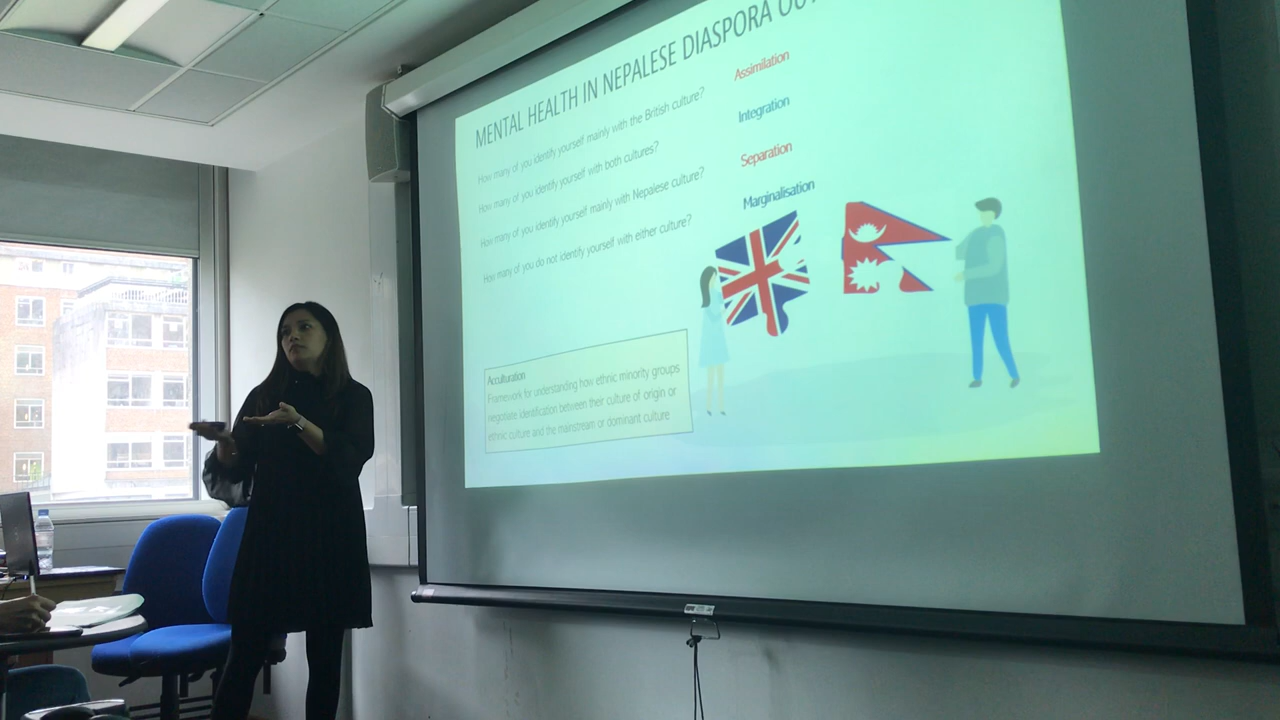 MENTAL HEALTH IN NEPALESE DIASPORA
How many of you identify yourself mainly with the British culture?
Assimilation
How many of you identify yourself with both cultures?
Integration
How many of you identify yourself mainly with Nepalese culture?
Separation
How many of you do not identify yourself with either culture?
Marginalisation
Acculturation
Framework for understanding how ethnic minority groups
negotiate identification between their culture of origin or
ethnic culture and the mainstream or dominant culture